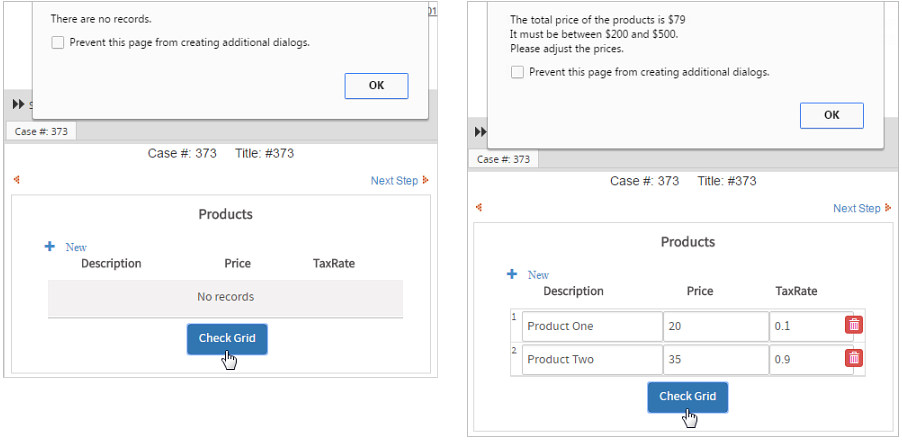 There are no records.
Prevent this page from creating additional dialogs.
OK
Case #: 373
Case #: 373 Title: #373
Next Step
Products
New
Description Price TaxRate
No records
Check Grid
The total price of the products is $79
It must be between $200 and $500.
Please adjust the prices.
Prevent this page from creating additional dialogs.
OK
Case #: 373
Case #: 373 Title: #373
Next Step
Products
New
Description Price TaxRate
1 Product One 20 0.1
2 Product Two 35 0.9
Check Grid